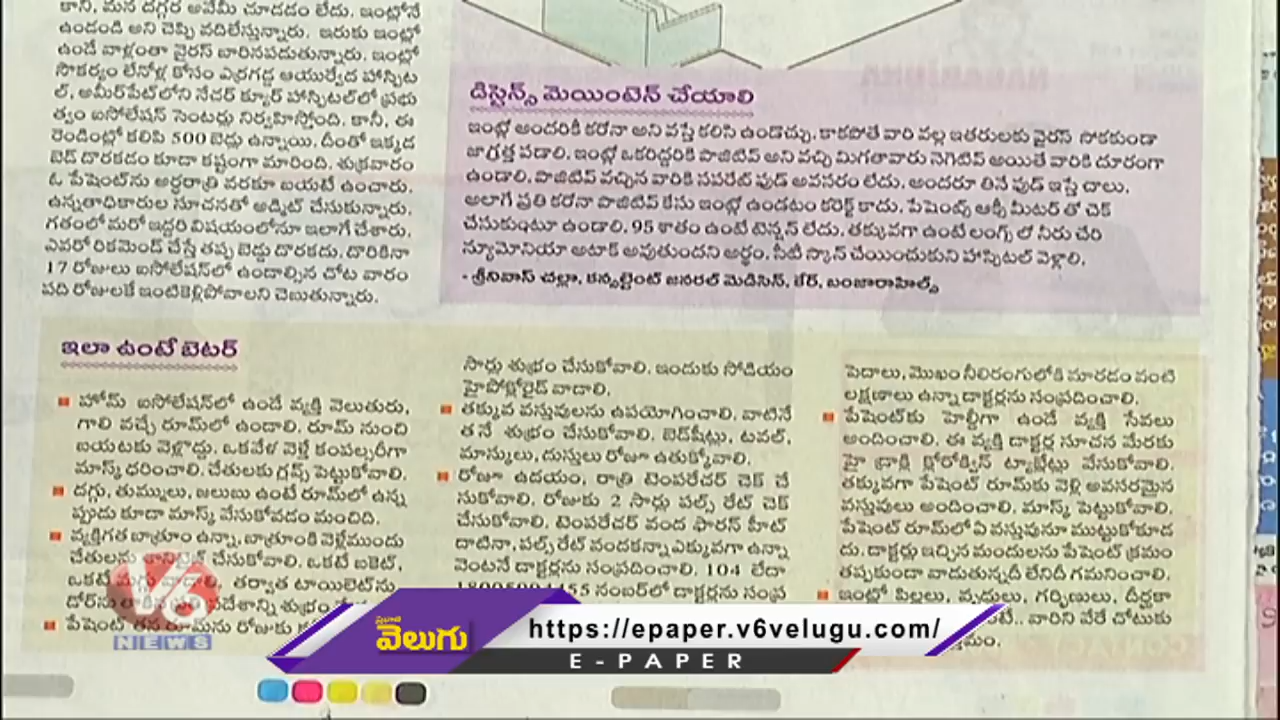 కాని, మన దగ్గర అవేమీ చూడడం లేదు. ఇంట్లోనే
ఉండండి అని చెప్పి వదిలేస్తున్నారు. ఇరుకు ఇంట్లో
ఉండే వాళ్లంతా వైరస్ బారినపడుతున్నారు. ఇంట్లో
సౌకర్యం లేనోళ్ల కోసం ఎర్రగడ్డ ఆయుర్వేద హాస్పిట
ల్, అమీర్‌పేట్‌లోని నేచర్ క్యూర్ హాస్పిటల్‌లో ప్రభు
త్వం ఐసోలేషన్ సెంటర్లు నిర్వహిస్తోంది. కానీ, ఈ
రెండింట్లో కలిపి 500 బెడ్లు ఉన్నాయి. దీంతో ఇక్కడ
బెడ్ దొరకడం కూడా కష్టంగా మారింది. శుక్రవారం
ఓ పేషెంట్‌ను అర్ధరాత్రి వరకూ బయటే ఉంచారు.
ఉన్నతాధికారుల సూచనతో అడ్మిట్ చేసుకున్నారు.
గతంలో మరో ఇద్దరి విషయంలోనూ ఇలాగే చేశారు.
ఎవరో రికమెండ్ చేస్తే తప్ప బెడ్డు దొరకదు. దొరికినా
17 రోజులు ఐసోలేషన్‌లో ఉండాల్సిన చోట వారం
పది రోజులకే ఇంటికెళ్లిపోవాలని చెబుతున్నారు.
డిస్టెన్స్ మెయింటెన్ చేయాలి
ఇంట్లో అందరికీ కరోనా అని వస్తే కలిసి ఉండొచ్చు. కాకపోతే వారి వల్ల ఇతరులకు వైరస్ సోకకుండా
జాగ్రత్త పడాలి. ఇంట్లో ఒకరిద్దరికి పాజిటివ్ అని వచ్చి మిగతావారు నెగెటివ్ అయితే వారికి దూరంగా
ఉండాలి. పాజిటివ్ వచ్చిన వారికి సపరేట్ ఫుడ్ అవసరం లేదు. అందరూ తినే ఫుడ్ ఇస్తే చాలు.
అలాగే ప్రతి కరోనా పాజిటివ్ కేసు ఇంట్లో ఉండటం కరెక్ట్ కాదు. పేషెంట్స్ ఆక్సీ మీటర్ తో చెక్
చేసుకుంటూ ఉండాలి. 95 శాతం ఉంటే టెన్షన్ లేదు. తక్కువగా ఉంటే లంగ్స్ లో నీరు చేరి
న్యూమోనియా అటాక్ అవుతుందని అర్థం. సీటీ స్కాన్ చేయించుకుని హాస్పిటల్ వెళ్లాలి.
- శ్రీనివాస్ చల్లా, కన్సల్టెంట్ జనరల్ మెడిసిన్, కేర్, బంజారాహిల్స్
ఇలా ఉంటే బెటర్
హోమ్ ఐసోలేషన్‌లో ఉండే వ్యక్తి వెలుతురు,
గాలి వచ్చే రూమ్‌లో ఉండాలి. రూమ్ నుంచి
బయటకు వెళ్లొద్దు. ఒకవేళ వెళ్తే కంపల్సరీగా
మాస్క్ ధరించాలి. చేతులకు గ్లవ్స్ పెట్టుకోవాలి.
దగ్గు, తుమ్ములు, జలుబు ఉంటే రూమ్‌లో ఉన్న
ప్పుడు కూడా మాస్క్ వేసుకోవడం మంచిది.
వ్యక్తిగత బాత్రూం ఉన్నా, బాత్రూంకి వెళ్లేముందు
చేతులను శానిటైజ్ చేసుకోవాలి. ఒకటే బకెట్,
ఒకటే మగ్గు వాడాలి. తర్వాత టాయిలెట్‌ను
డోర్‌ను తాకిన ప్రదేశాన్ని శుభ్రం
పేషెంట్ తన రూమ్‌ను రోజుకు
సార్లు శుభ్రం చేసుకోవాలి. ఇందుకు సోడియం
హైపోక్లోరైడ్ వాడాలి.
తక్కువ వస్తువులను ఉపయోగించాలి. వాటినే
తనే శుభ్రం చేసుకోవాలి. బెడ్‌షీట్లు, టవల్,
మాస్కులు, దుస్తులు రోజూ ఉతుక్కోవాలి.
రోజూ ఉదయం, రాత్రి టెంపరేచర్ చెక్ చే
సుకోవాలి. రోజుకు 2 సార్లు పల్స్ రేట్ చెక్
చేసుకోవాలి. టెంపరేచర్ వంద ఫారన్ హీట్
దాటినా, పల్స్ రేట్ వందకన్నా ఎక్కువగా ఉన్నా
వెంటనే డాక్టర్లను సంప్రదించాలి. 104 లేదా
నంబర్‌లో డాక్టర్లను సంప్ర
పెదాలు, మొఖం నీలిరంగులోకి మారడం వంటి
లక్షణాలు ఉన్నా డాక్టర్లను సంప్రదించాలి.
పేషెంట్‌కు హెల్దీగా ఉండే వ్యక్తి సేవలు
అందించాలి. ఈ వ్యక్తి డాక్టర్ల సూచన మేరకు
హైడ్రాక్సి క్లోరోక్విన్ ట్యాబ్లెట్లు వేసుకోవాలి.
తక్కువగా పేషెంట్ రూమ్‌కు వెళ్లి అవసరమైన
వస్తువులు అందించాలి. మాస్క్ పెట్టుకోవాలి.
పేషెంట్ రూమ్‌లో ఏ వస్తువునూ ముట్టుకోకూడ
దు. డాక్టర్లు ఇచ్చిన మందులను పేషెంట్ క్రమం
తప్పకుండా వాడుతున్నదీ లేనిదీ గమనించాలి.
ఇంట్లో పిల్లలు, వృద్ధులు, గర్భిణులు, దీర్ఘకా
ంటే.. వారిని వేరే చోటుకు
V6
NEWS
వెలుగు
https://epaper.v6velugu.com/
E-PAPER